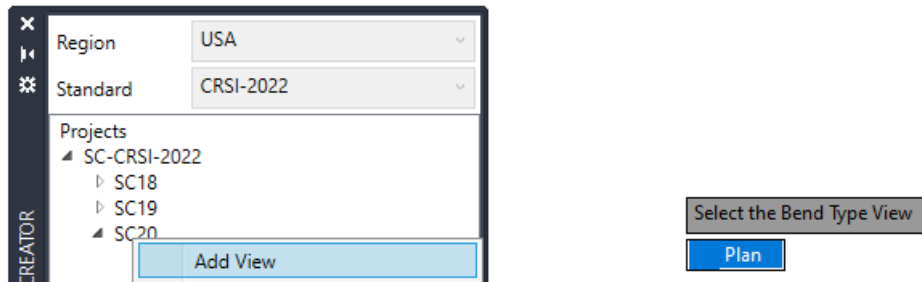 Region
USA
Standard
CRSI-2022
Projects
SC-CRSI-2022
SC18
SC19
SC20
Add View
CREATOR
Select the Bend Type View
Plan